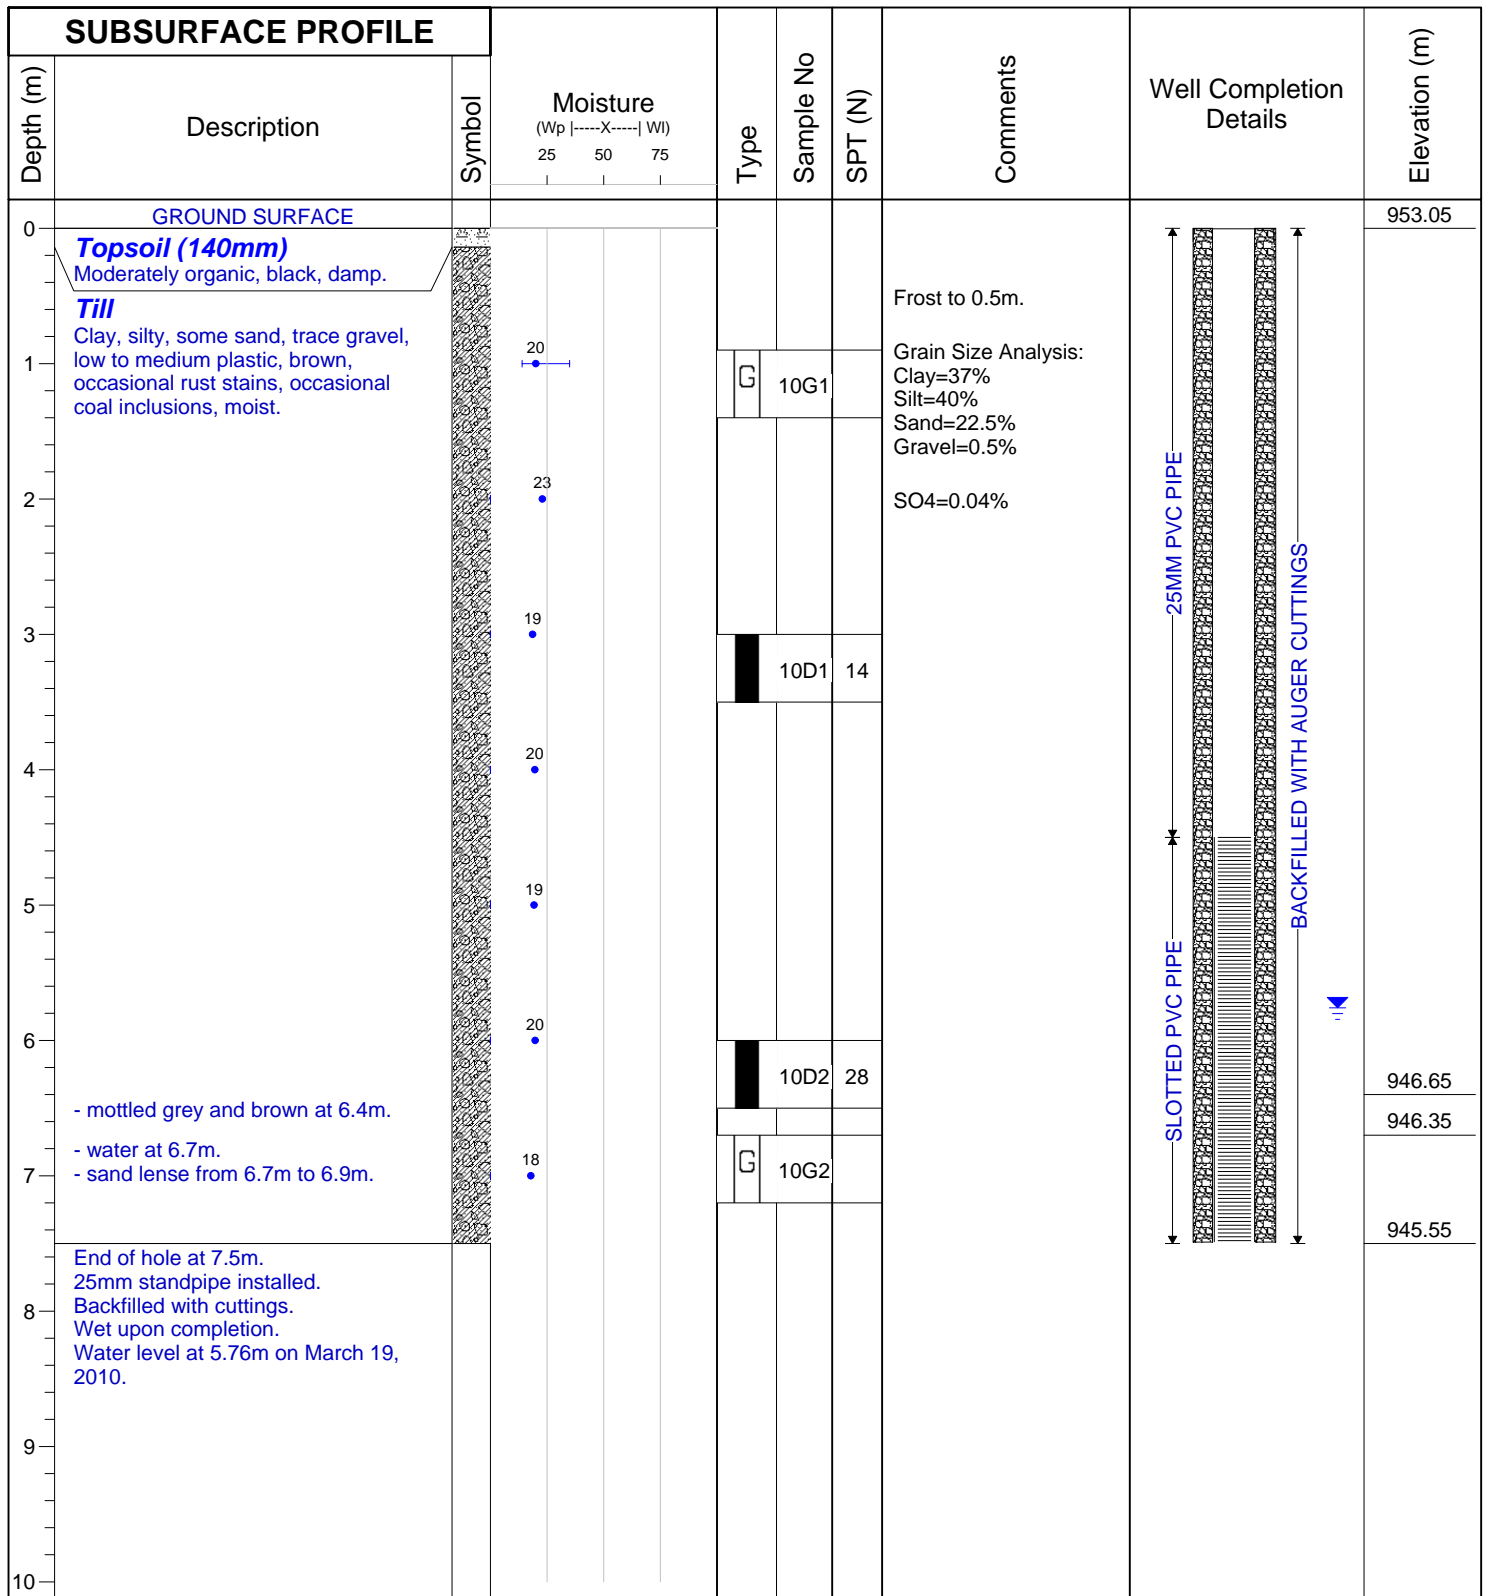 SUBSURFACE PROFILE
Depth (m)
Description
Symbol
Moisture
(Wp |-----X-----| Wl)
25 50 75
Type
Sample No
SPT (N)
Comments
Well Completion
Details
Elevation (m)
GROUND SURFACE
953.05
0
Topsoil (140mm)
Moderately organic, black, damp.
Till
Clay, silty, some sand, trace gravel,
low to medium plastic, brown,
occasional rust stains, occasional
coal inclusions, moist.
Frost to 0.5m.
Grain Size Analysis:
Clay=37%
Silt=40%
Sand=22.5%
Gravel=0.5%
SO4=0.04%
20
1
G 10G1
23
2
19
3
10D1 14
20
4
19
5
20
6
10D2 28
25MM PVC PIPE
SLOTTED PVC PIPE
BACKFILLED WITH AUGER CUTTINGS
946.65
- mottled grey and brown at 6.4m.
946.35
- water at 6.7m.
- sand lense from 6.7m to 6.9m.
18
7
G 10G2
945.55
End of hole at 7.5m.
25mm standpipe installed.
Backfilled with cuttings.
Wet upon completion.
Water level at 5.76m on March 19,
2010.
8
9
10